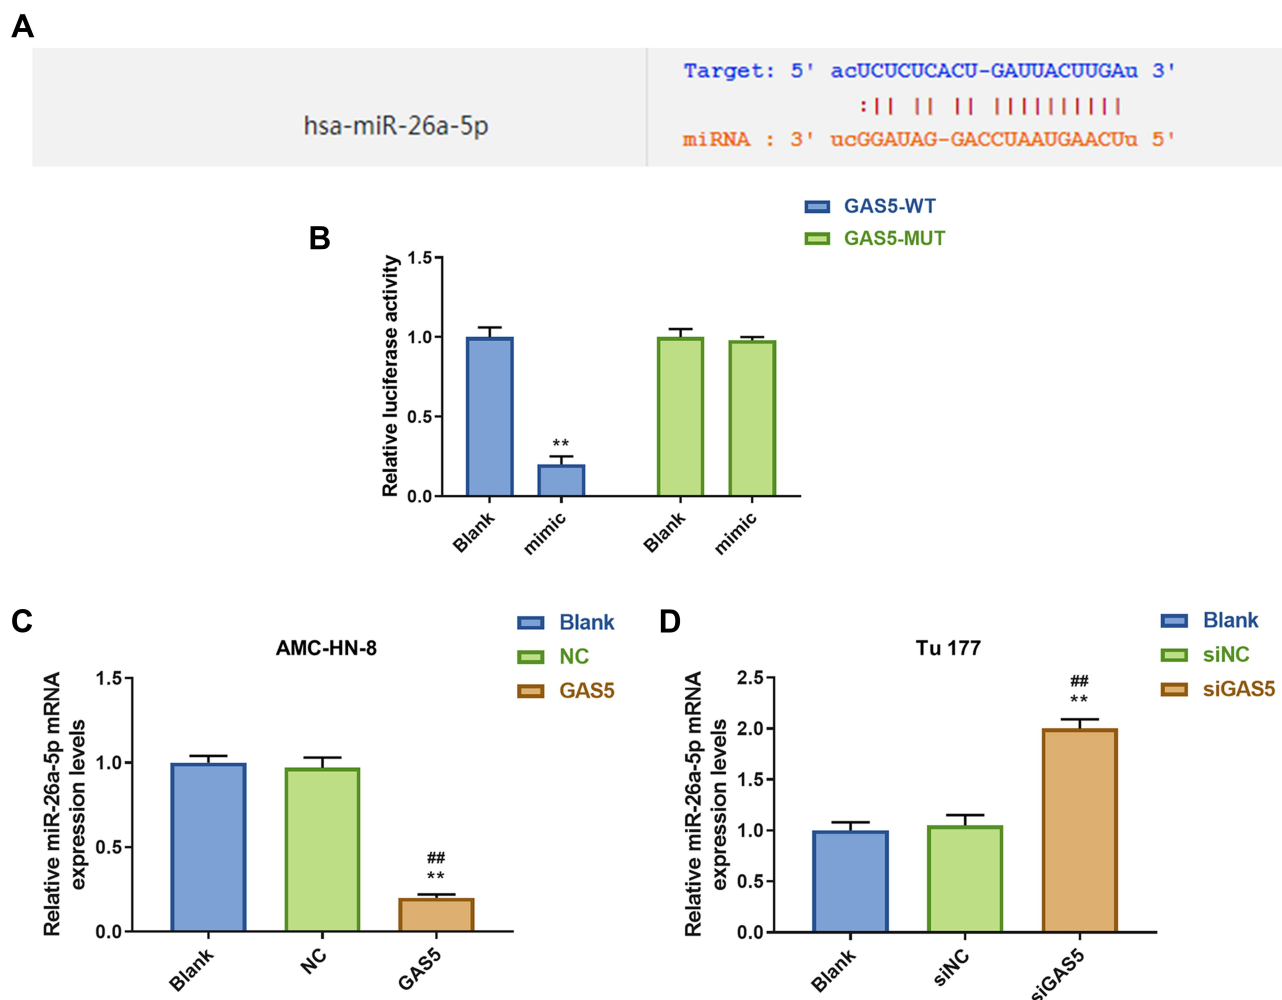 A
Target: 5' acUCUCUCACU-GAUUACUUGAu 3'
:|| || || ||||||||||
hsa-miR-26a-5p
miRNA : 3' ucGGAUAG-GACCUAAUGAACUu 5'
B
GAS5-WT
GAS5-MUT
Relative luciferase activity
1.5
1.0
0.5
0.0
**
Blank
mimic
Blank
mimic
C
AMC-HN-8
Blank
NC
GAS5
Relative miR-26a-5p mRNA
expression levels
1.5
1.0
0.5
0.0
##
**
Blank
NC
GAS5
D
Tu 177
Blank
siNC
siGAS5
Relative miR-26a-5p mRNA
expression levels
2.5
2.0
1.5
1.0
0.5
0.0
##
**
Blank
siNC
siGAS5